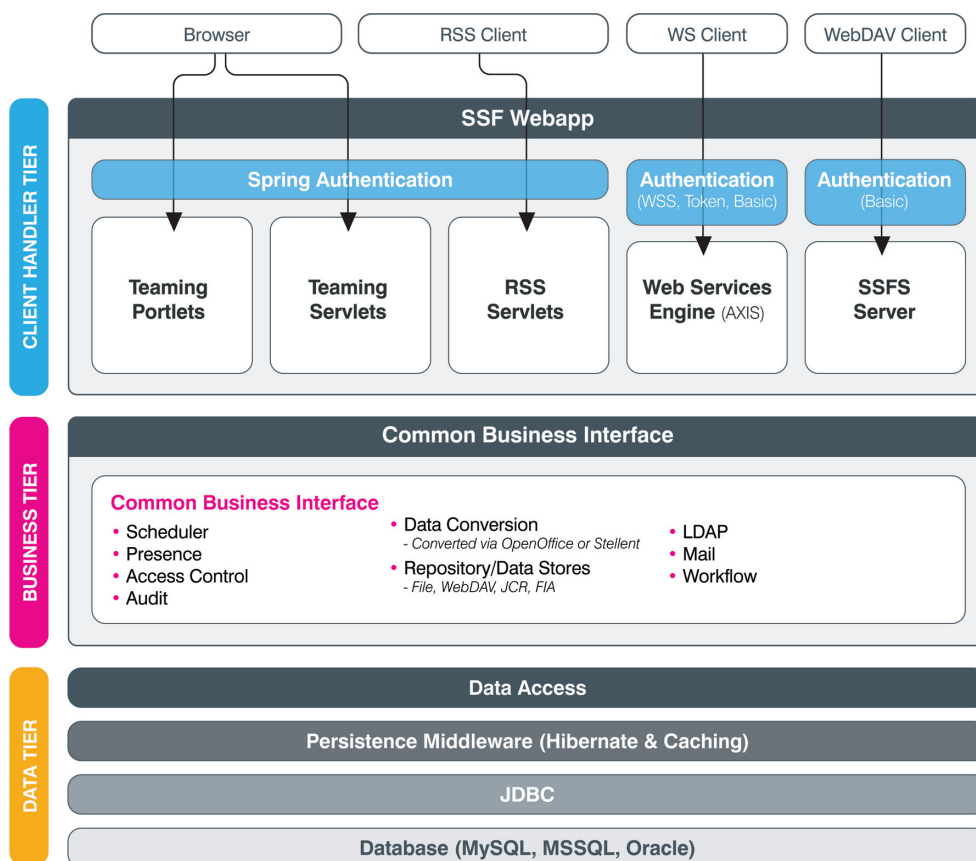 Browser
RSS Client
WS Client
WebDAV Client
CLIENT HANDLER TIER
SSF Webapp
Spring Authentication
Authentication
(WSS, Token, Basic)
Authentication
(Basic)
Teaming
Portlets
Teaming
Servlets
RSS
Servlets
Web Services
Engine (AXIS)
SSFS
Server
BUSINESS TIER
Common Business Interface
Common Business Interface
• Scheduler
• Presence
• Access Control
• Audit
• Data Conversion
- Converted via OpenOffice or Stellent
• Repository/Data Stores
- File, WebDAV, JCR, FIA
• LDAP
• Mail
• Workflow
DATA TIER
Data Access
Persistence Middleware (Hibernate & Caching)
JDBC
Database (MySQL, MSSQL, Oracle)